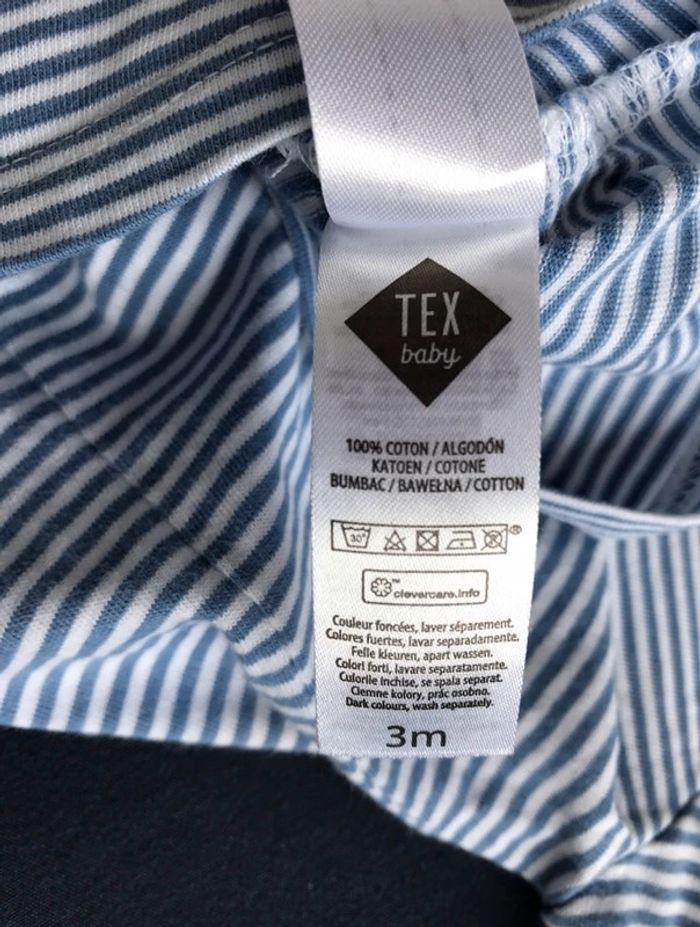 TEX
baby
100% COTON / ALGODÓN
KATOEN / COTONE
BUMBAC / BAWEŁNA / COTTON
30°
®
™
clevercare.info
Couleur foncées, laver séparement.
Colores fuertes, lavar separadamente.
Felle kleuren, apart wassen.
Colori forti, lavare separatamente.
Culorile inchise, se spala separat.
Ciemne kolory, prác osobno.
Dark colours, wash separately.
3m